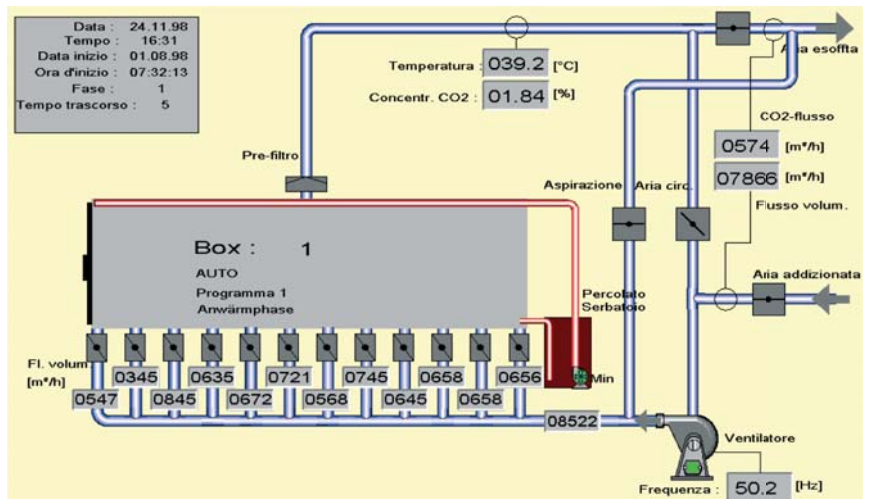 Data : 24.11.98
Tempo : 16:31
Data inizio : 01.08.98
Ora d'inizio : 07:32:13
Fase : 1
Tempo trascorso : 5
Temperatura : 039.2 [°C]
Concentr. CO2 : 01.84 [%]
Aria esoffta
CO2-flusso
0574 [m*/h]
07866 [m*/h]
Flusso volum.
Pre-filtro
Aspirazione
Aria circ.
Box : 1
AUTO
Programma 1
Anwärmphase
Aria addizionata
Percolato
Serbatoio
Min
Fl. volum.
[m*/h]
0345 0635 0721 0745 0658 0656
0547 0845 0672 0568 0645 0658
08522
Ventilatore
Frequenza : 50.2 [Hz]